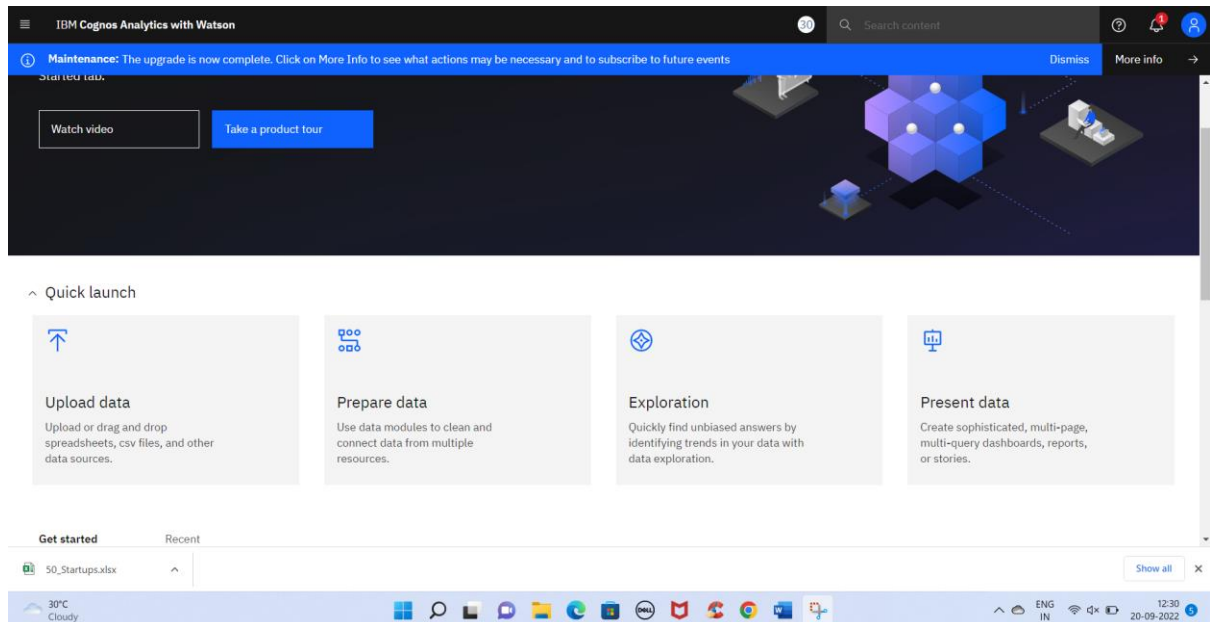 IBM Cognos Analytics with Watson
30
Search content
1
Maintenance: The upgrade is now complete. Click on More Info to see what actions may be necessary and to subscribe to future events
Dismiss
More info
Started tab.
Watch video
Take a product tour
Quick launch
Upload data
Upload or drag and drop
spreadsheets, csv files, and other
data sources.
Prepare data
Use data modules to clean and
connect data from multiple
resources.
Exploration
Quickly find unbiased answers by
identifying trends in your data with
data exploration.
Present data
Create sophisticated, multi-page,
multi-query dashboards, reports,
or stories.
Get started
Recent
50_Startups.xlsx
Show all
30°C
Cloudy
DELL
ENG
IN
12:30
20-09-2022
5